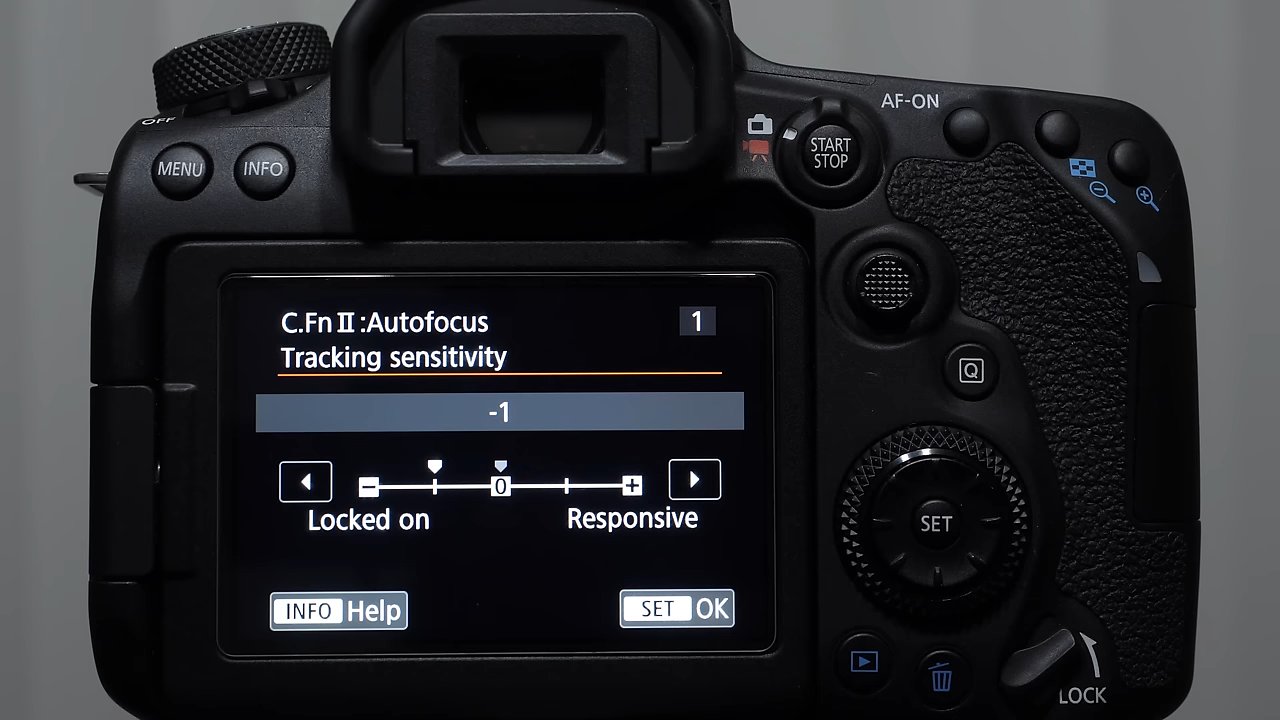 OFF
MENU
INFO
START
STOP
AF-ON
C.Fn II :Autofocus
1
Tracking sensitivity
-1
− 0 +
Locked on
Responsive
INFO Help
SET OK
Q
SET
LOCK